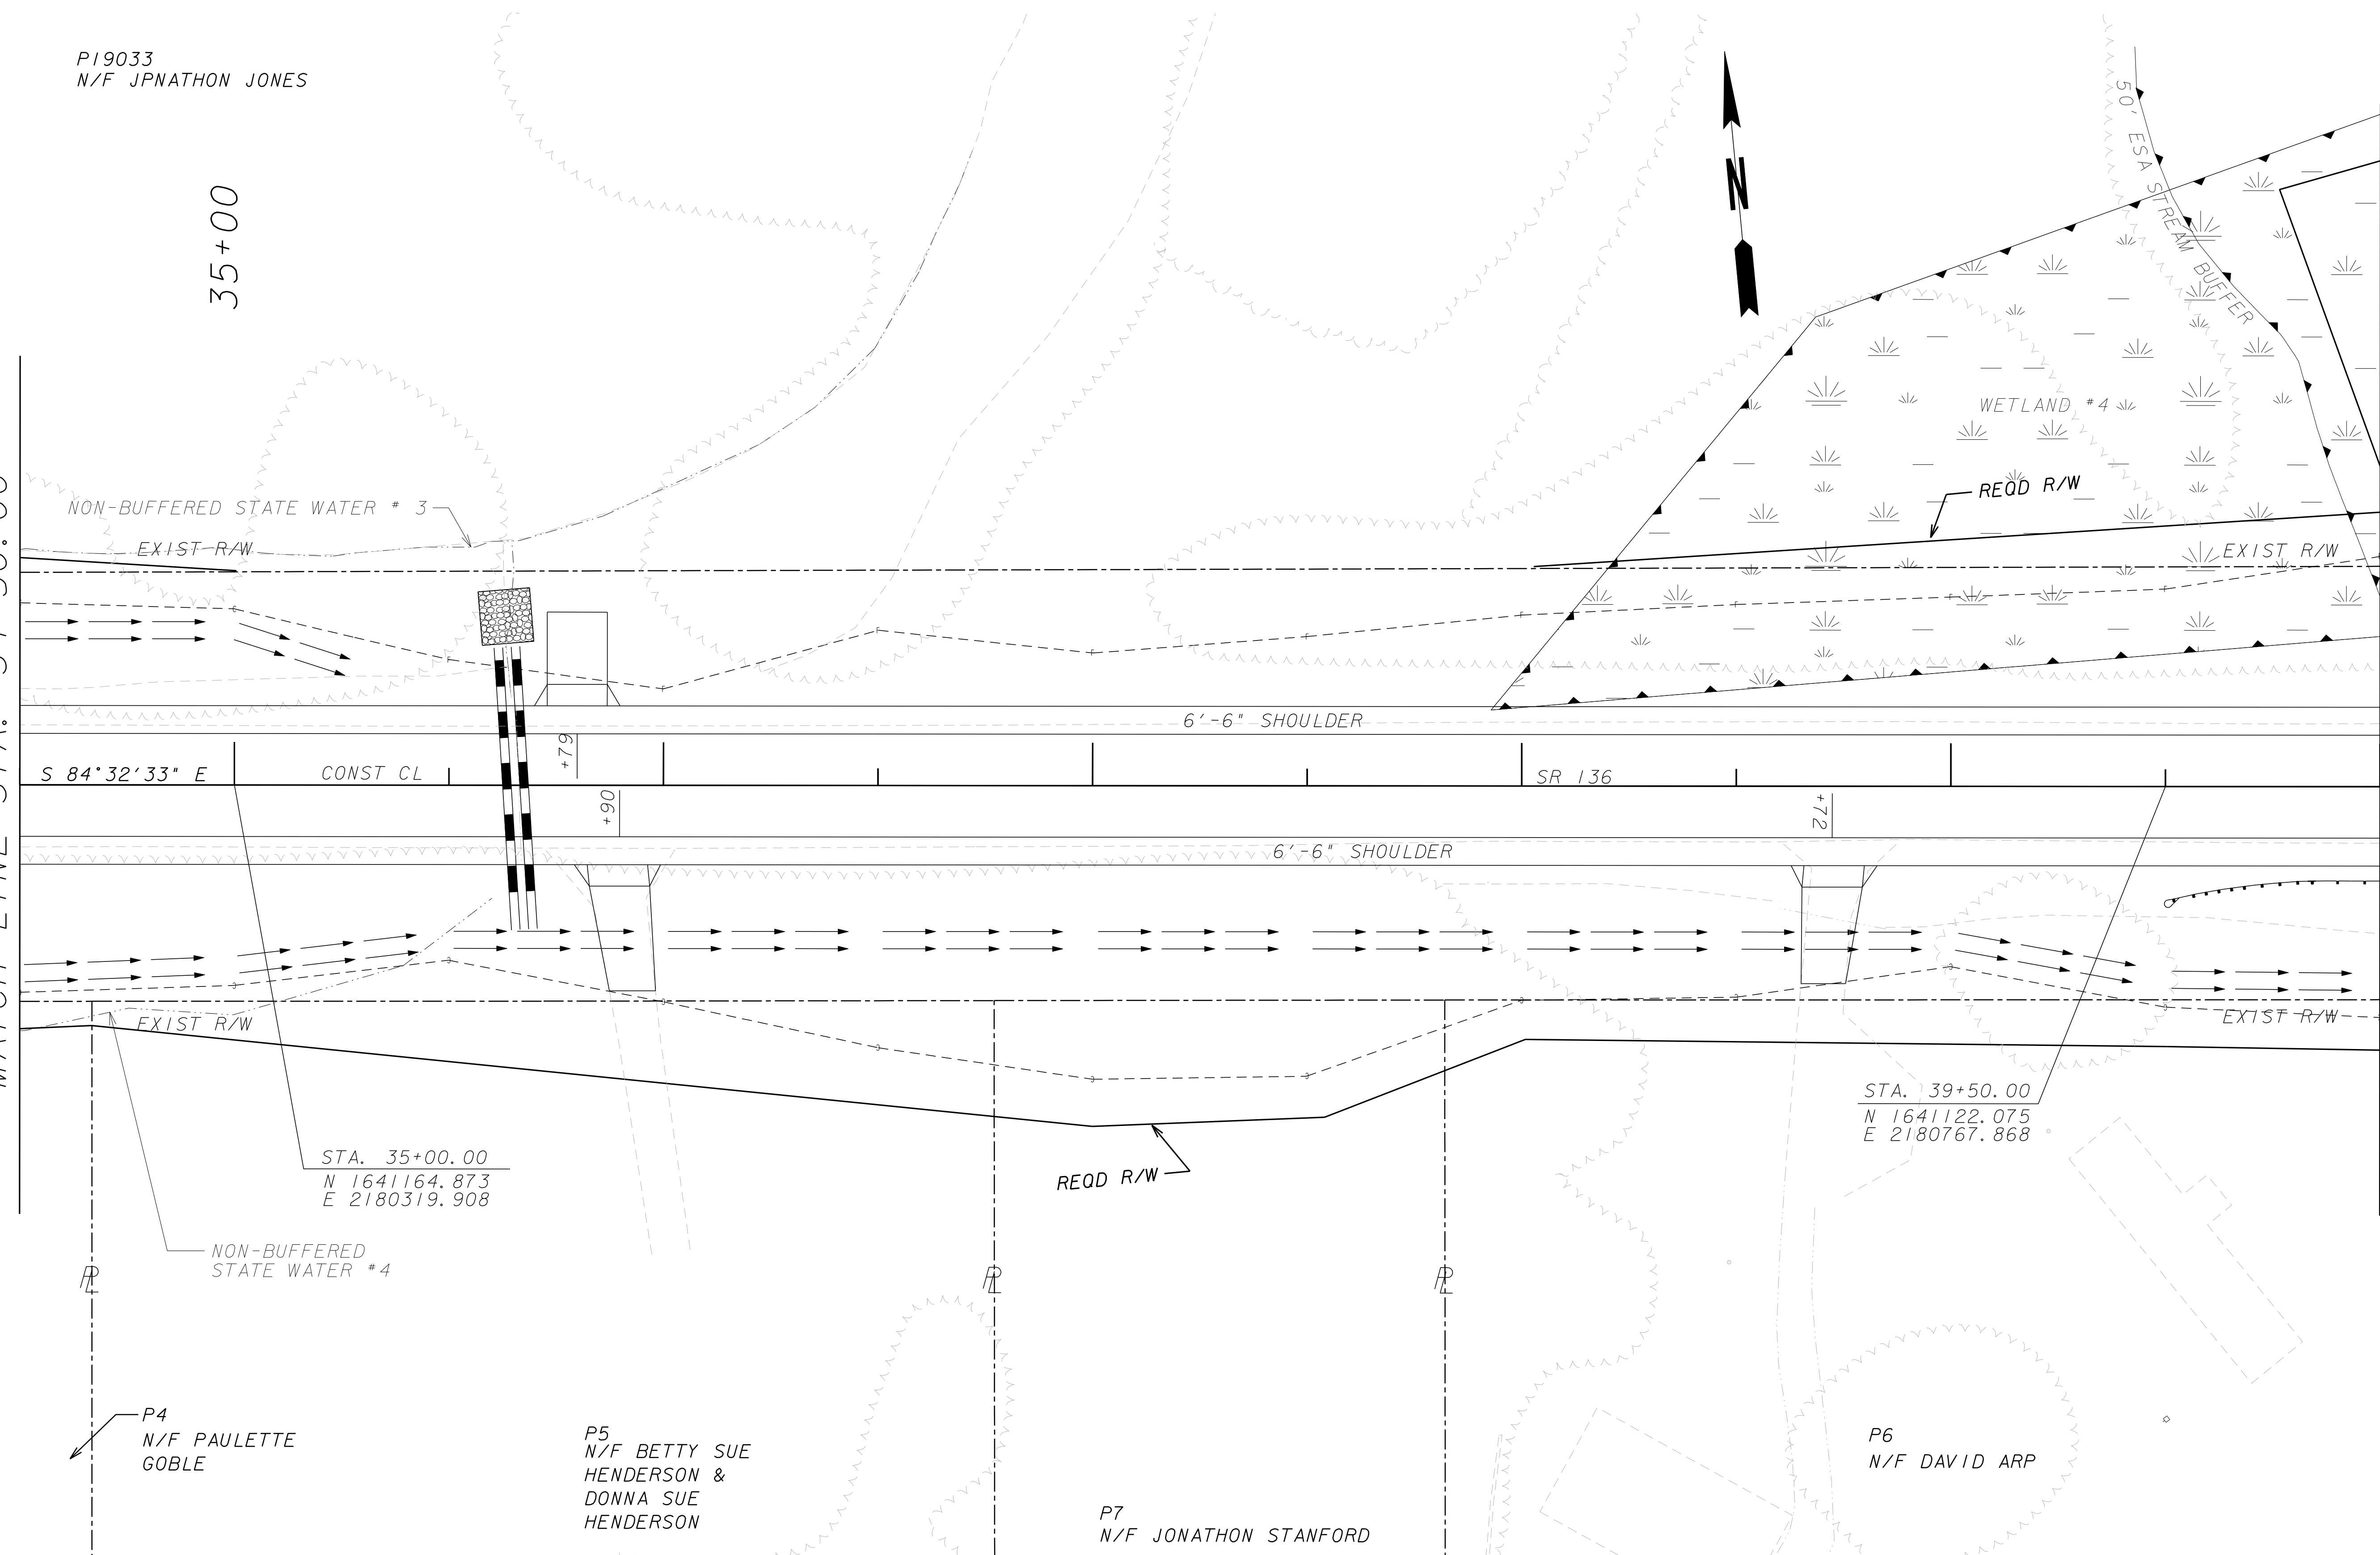 P19033
N/F JPNATHON JONES
35+00
N
50' ESA STREAM BUFFER
WETLAND #4
REQD R/W
NON-BUFFERED STATE WATER # 3
EXIST R/W
EXIST R/W
6'-6" SHOULDER
+79
S 84°32'33" E
CONST CL
SR 136
+90
+72
6'-6" SHOULDER
EXIST R/W
EXIST R/W
STA. 39+50.00
N 1641122.075
E 2180767.868
STA. 35+00.00
N 1641164.873
E 2180319.908
REQD R/W
NON-BUFFERED
STATE WATER #4
PL
PL
PL
P4
N/F PAULETTE
GOBLE
P5
N/F BETTY SUE
HENDERSON &
DONNA SUE
HENDERSON
P6
N/F DAVID ARP
P7
N/F JONATHON STANFORD